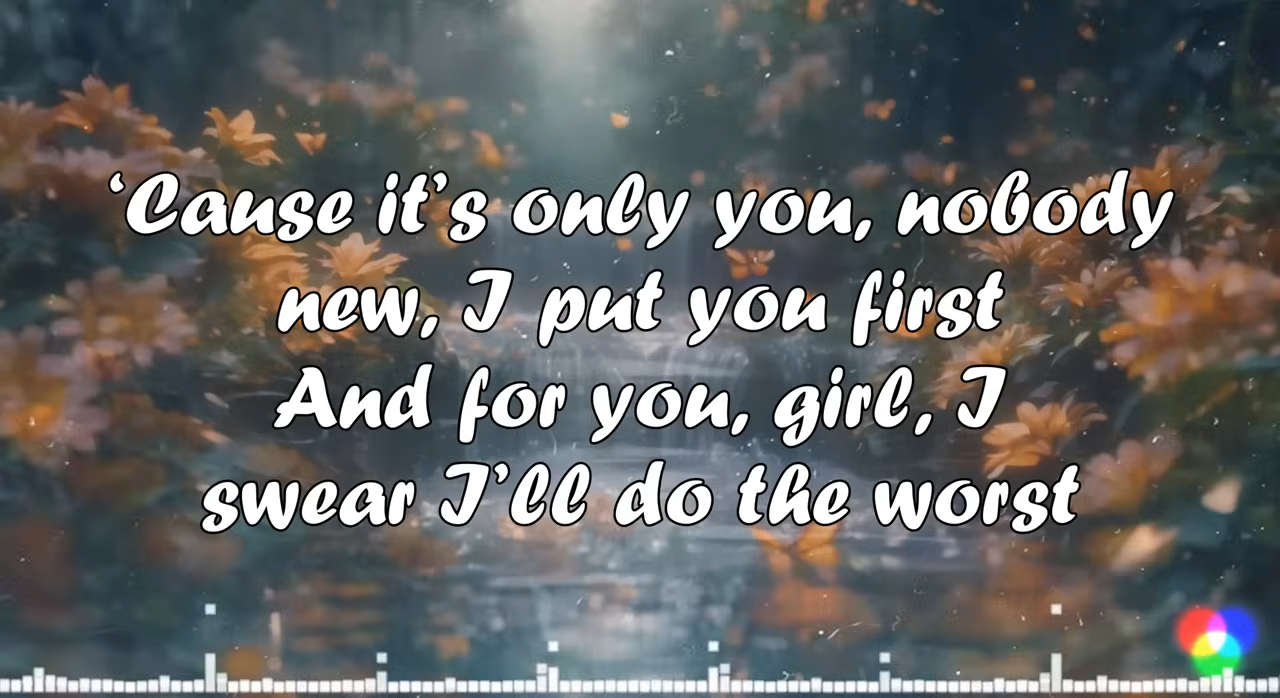 ‘Cause it’s only you, nobody
new, I put you first
And for you, girl, I
swear I’ll do the worst